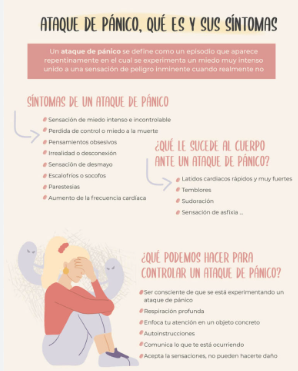 ATAQUE DE PÁNICO, QUÉ ES Y SUS SÍNTOMAS
Un ataque de pánico se define como un episodio que aparece
repentinamente en el cual se experimenta un miedo muy intenso
unido a una sensación de peligro inminente cuando realmente no
SÍNTOMAS DE UN ATAQUE DE PÁNICO
Sensación de miedo intenso e incontrolable
Perdida de control o miedo a la muerte
Pensamientos obsesivos
Irrealidad o desconexión
Sensación de desmayo
Escalofríos o sofocos
Parestesias
Aumento de la frecuencia cardíaca
¿QUÉ LE SUCEDE AL CUERPO
ANTE UN ATAQUE DE PÁNICO?
Latidos cardíacos rápidos y muy fuertes
Temblores
Sudoración
Sensación de asfixia ...
¿QUÉ PODEMOS HACER PARA
CONTROLAR UN ATAQUE DE PÁNICO?
Ser consciente de que se está experimentando un
ataque de pánico
Respiración profunda
Enfoca tu atención en un objeto concreto
Autoinstrucciones
Comunica lo que te está ocurriendo
Acepta la sensaciones, no pueden hacerte daño